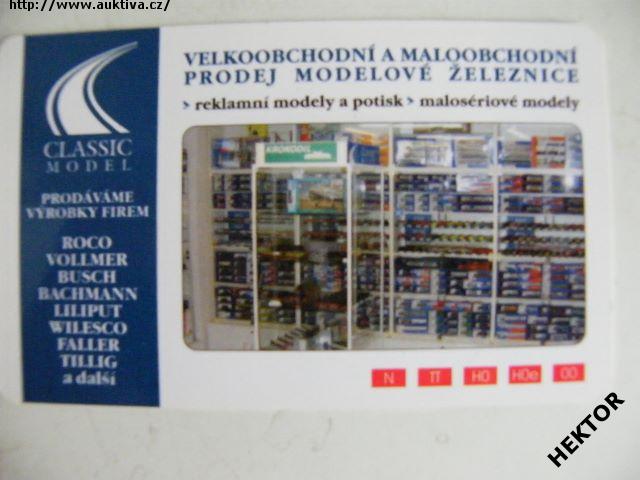 http://www.auktiva.cz/
CLASSIC
MODEL
PRODÁVÁME
VÝROBKY FIREM
ROCO
VOLLMER
BUSCH
BACHMANN
LILIPUT
WILESCO
FALLER
TILLIG
a další
VELKOOBCHODNÍ A MALOOBCHODNÍ
PRODEJ MODELOVÉ ŽELEZNICE
> reklamní modely a potisk > malosériové modely
KROKODIL
N TT H0 H0e 00
HEKTOR